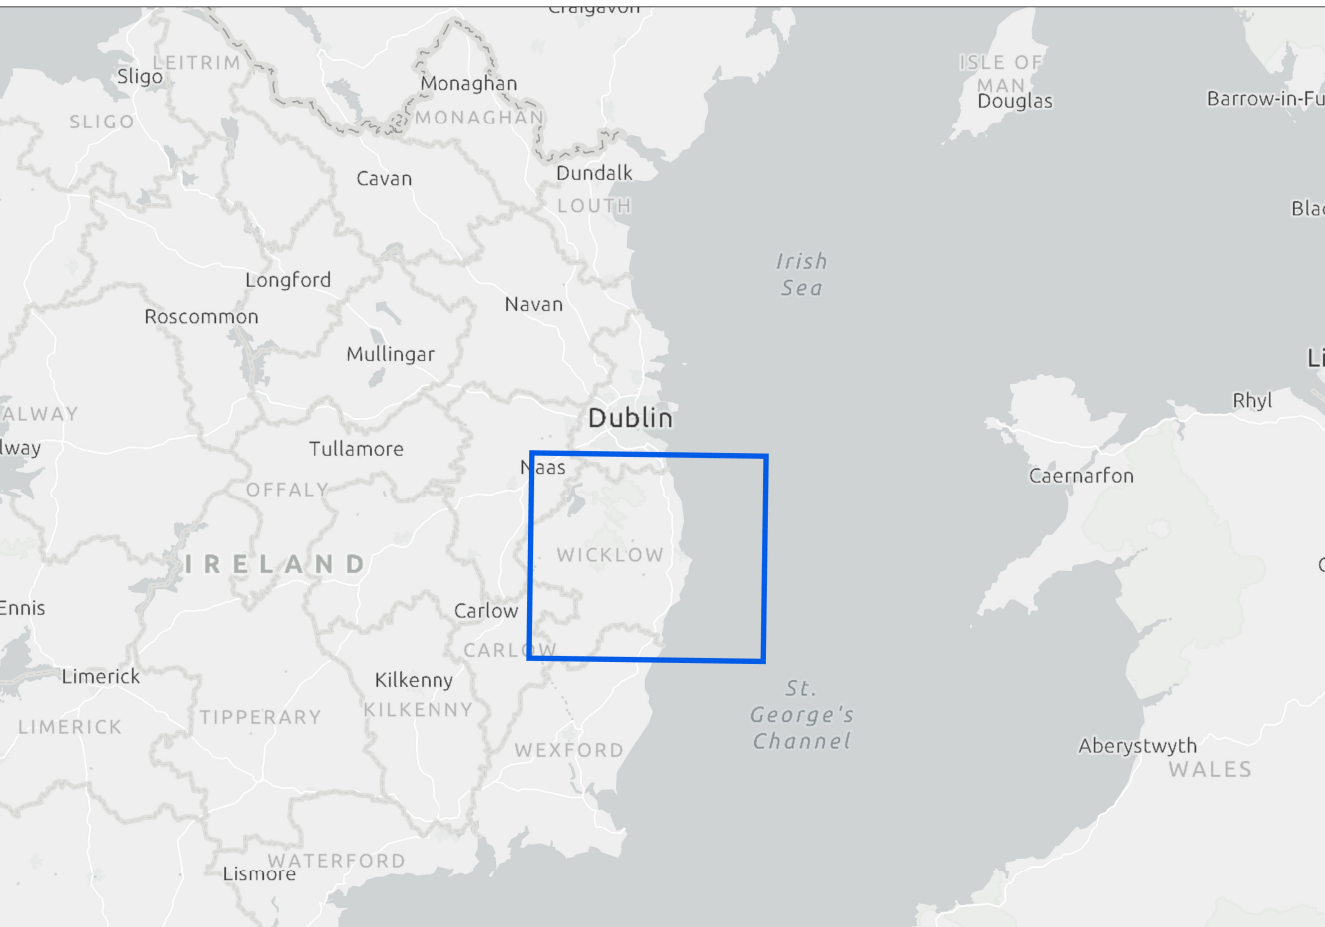 Craigavon
LEITRIM
Sligo
Monaghan
ISLE OF
MAN
Douglas
Barrow-in-Fu
SLIGO
MONAGHAN
Cavan
Dundalk
LOUTH
Blac
Irish
Sea
Longford
Navan
Roscommon
Mullingar
Li
Rhyl
ALWAY
Dublin
lway
Tullamore
Naas
Caernarfon
OFFALY
WICKLOW
IRELAND
Ennis
Carlow
CARLOW
Limerick
Kilkenny
St.
George's
Channel
KILKENNY
TIPPERARY
LIMERICK
WEXFORD
Aberystwyth
WALES
WATERFORD
Lismore